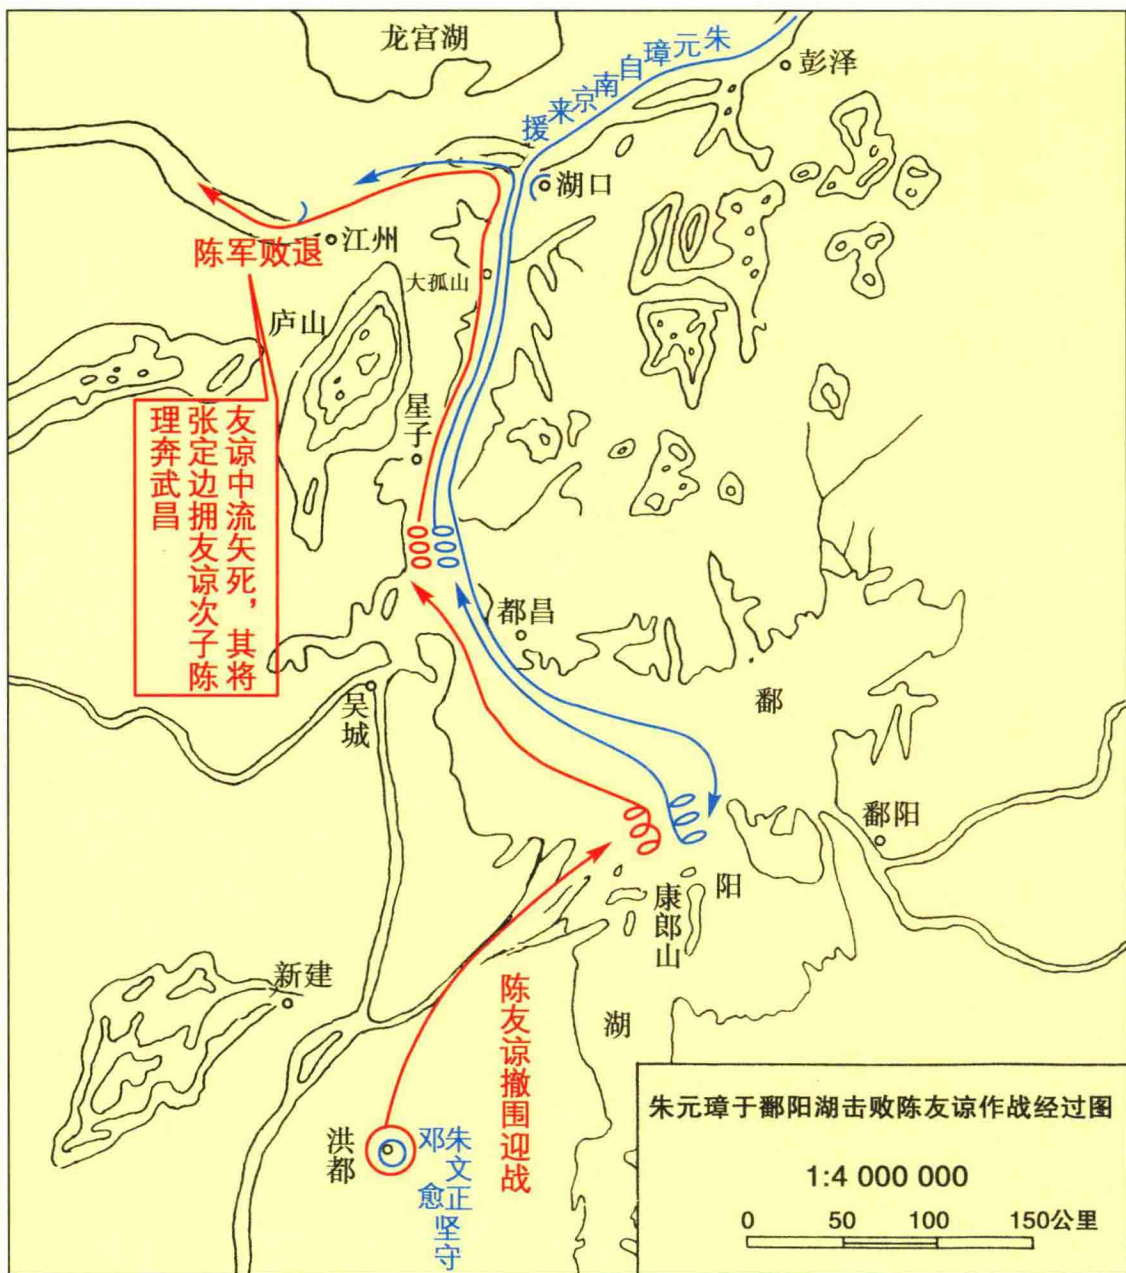 龙宫湖
彭泽
朱元璋自南京来援
湖口
江州
陈军败退
大孤山
庐山
星子
友谅中流矢死，其将
张定边拥友谅次子陈
理奔武昌
都昌
吴城
鄱
鄱阳
阳
康郎山
新建
湖
陈友谅撤围迎战
洪都
朱文正坚守
邓愈
朱元璋于鄱阳湖击败陈友谅作战经过图
1:4 000 000
0 50 100 150公里